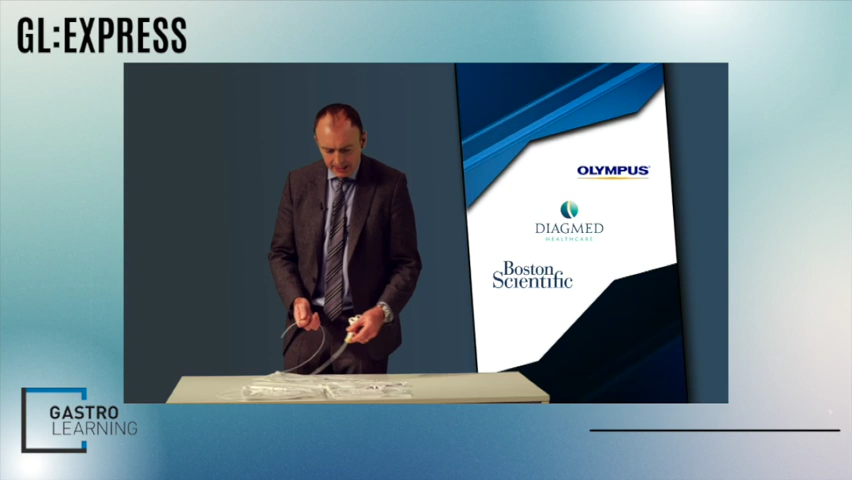 GL:EXPRESS
OLYMPUS
DIAGMED
HEALTHCARE
Boston
Scientific
GASTRO
LEARNING